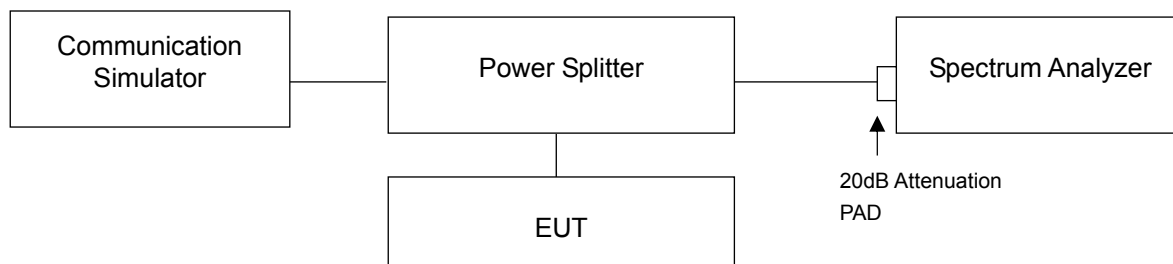 Communication
Simulator
Power Splitter
Spectrum Analyzer
20dB Attenuation
PAD
EUT